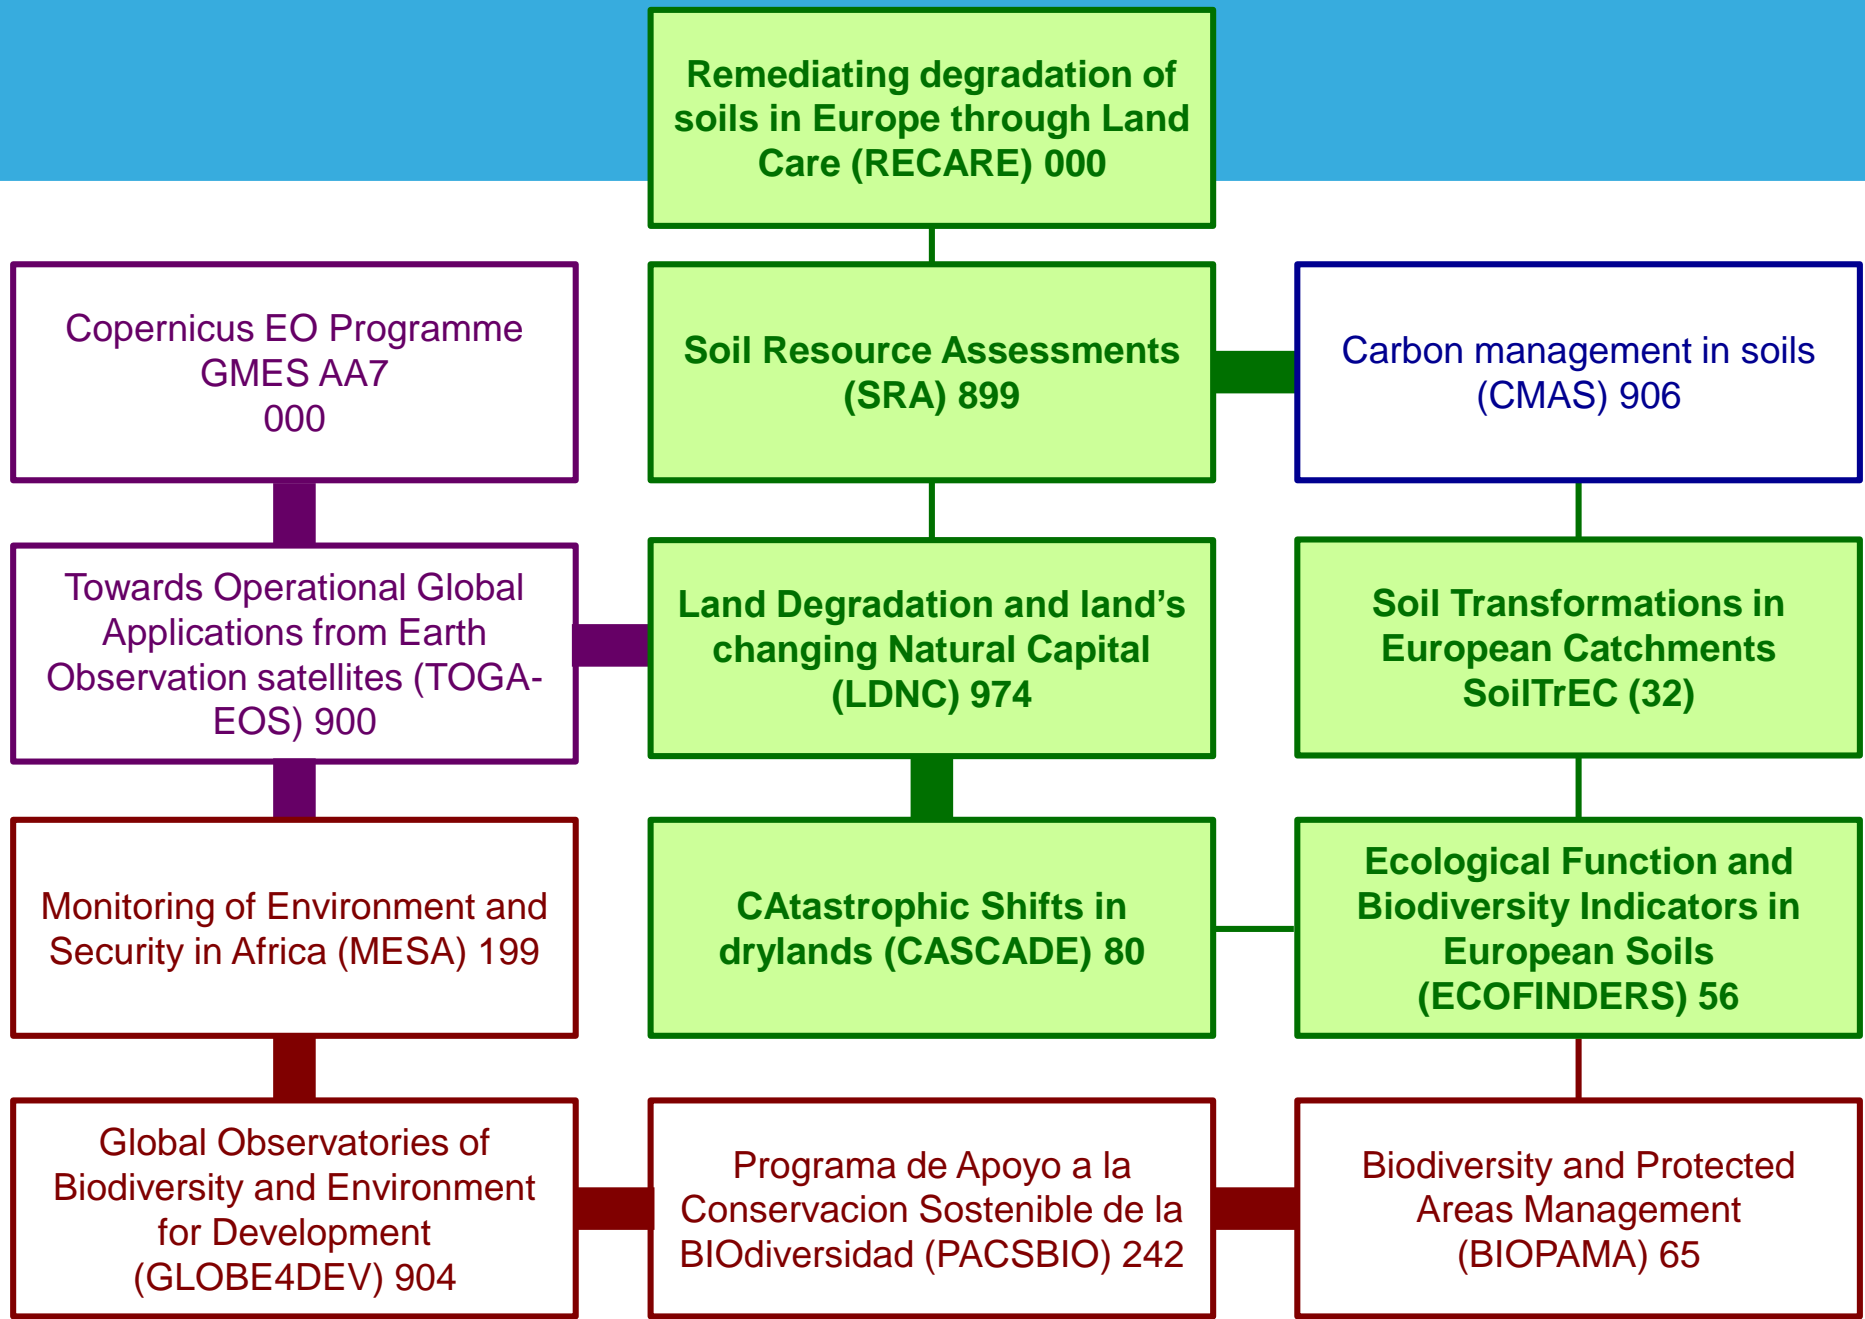 Remediating degradation of
soils in Europe through Land
Care (RECARE) 000
Copernicus EO Programme
GMES AA7
000
Soil Resource Assessments
(SRA) 899
Carbon management in soils
(CMAS) 906
Towards Operational Global
Applications from Earth
Observation satellites (TOGA-
EOS) 900
Land Degradation and land’s
changing Natural Capital
(LDNC) 974
Soil Transformations in
European Catchments
SoilTrEC (32)
Monitoring of Environment and
Security in Africa (MESA) 199
CAtastrophic Shifts in
drylands (CASCADE) 80
Ecological Function and
Biodiversity Indicators in
European Soils
(ECOFINDERS) 56
Global Observatories of
Biodiversity and Environment
for Development
(GLOBE4DEV) 904
Programa de Apoyo a la
Conservacion Sostenible de la
BIOdiversidad (PACSBIO) 242
Biodiversity and Protected
Areas Management
(BIOPAMA) 65